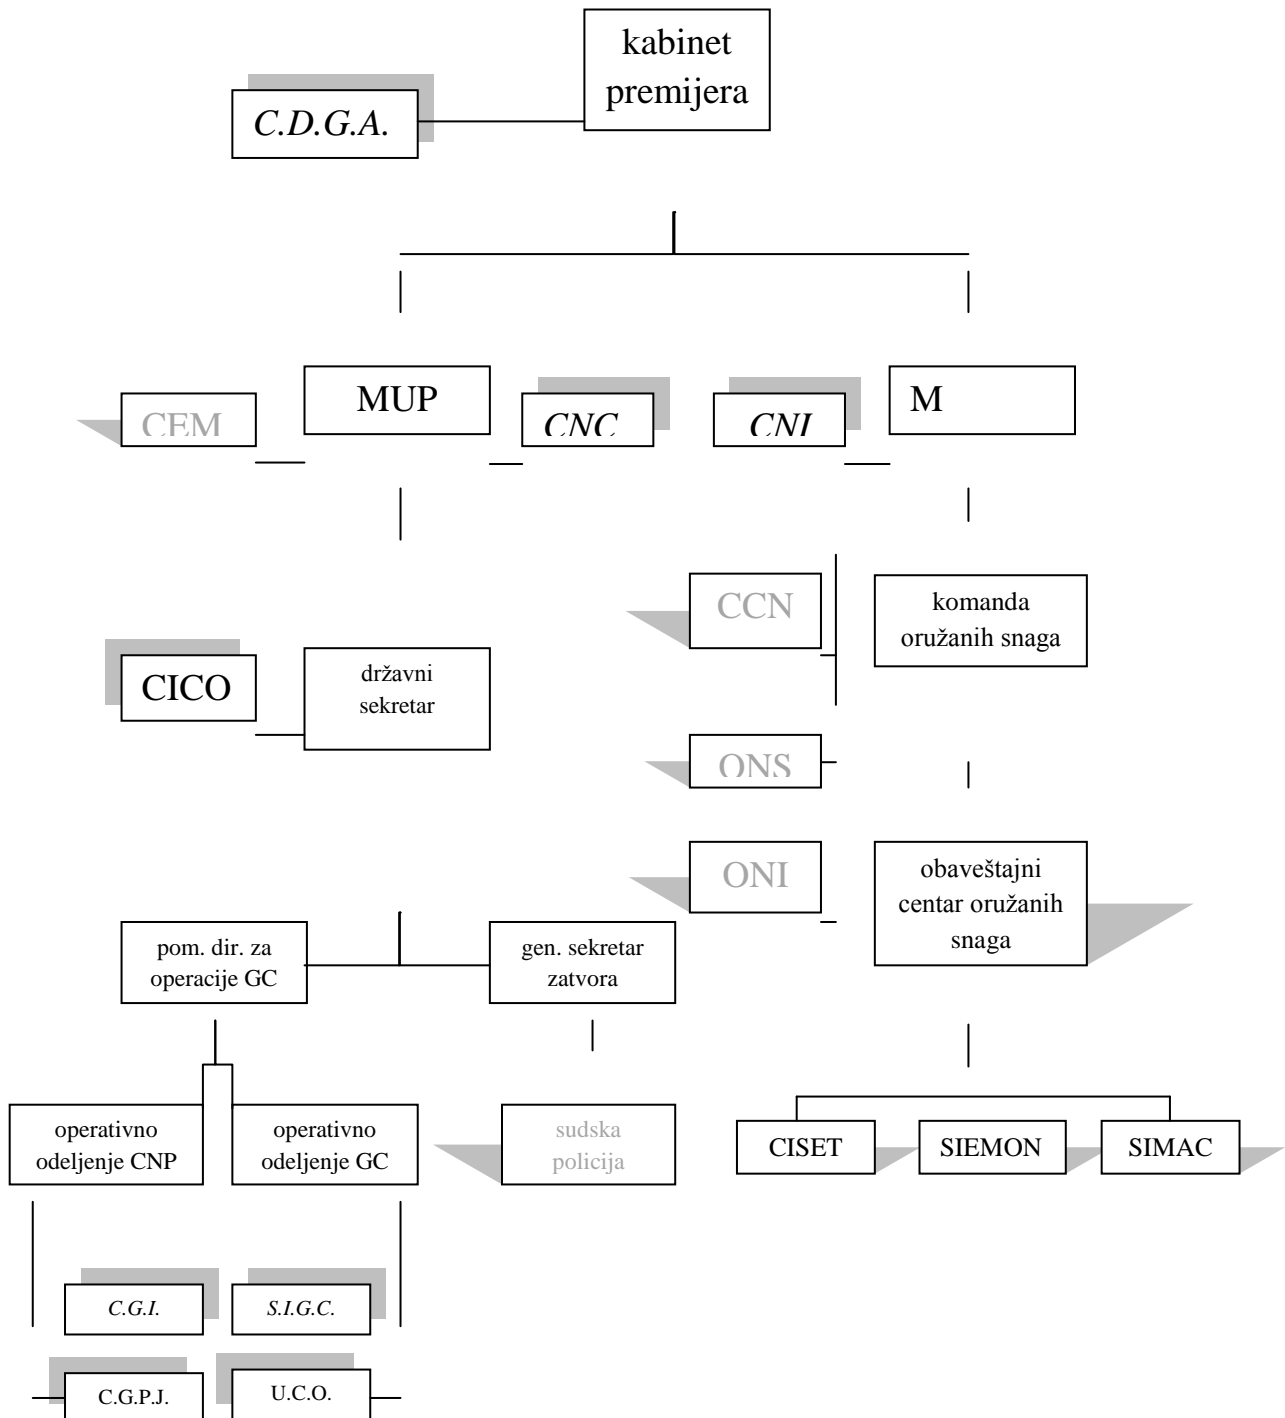 kabinet
premijera
C.D.G.A.
CEM
MUP
CNC
CNI
M
CCN
komanda
oružanih snaga
CICO
državni
sekretar
ONS
ONI
obaveštajni
centar oružanih
snaga
pom. dir. za
operacije GC
gen. sekretar
zatvora
operativno
odeljenje CNP
operativno
odeljenje GC
sudska
policija
CISET
SIEMON
SIMAC
C.G.I.
S.I.G.C.
C.G.P.J.
U.C.O.